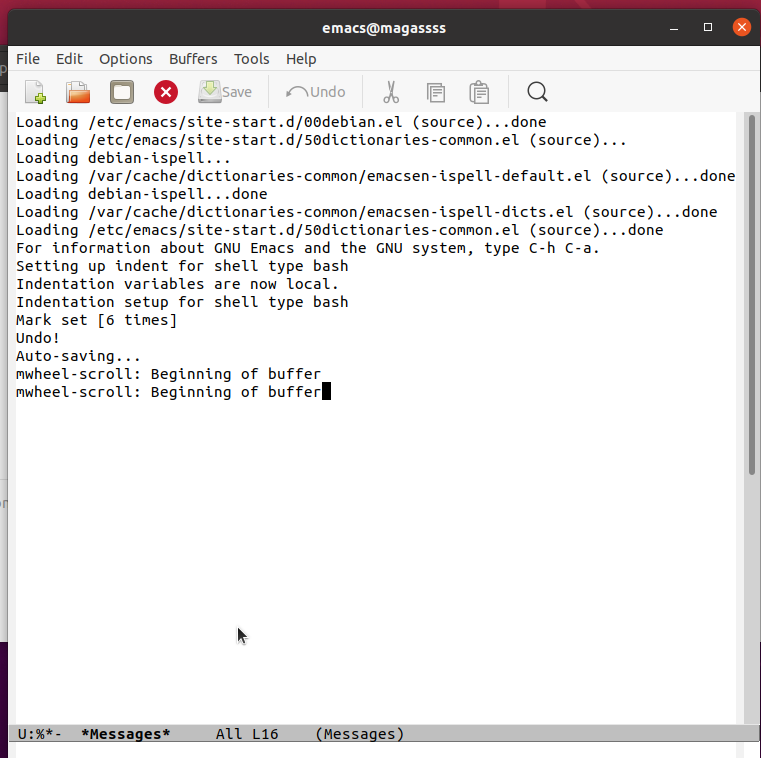 emacs@magassss
File Edit Options Buffers Tools Help
Save Undo
Loading /etc/emacs/site-start.d/00debian.el (source)...done
Loading /etc/emacs/site-start.d/50dictionaries-common.el (source)...
Loading debian-ispell...
Loading /var/cache/dictionaries-common/emacsen-ispell-default.el (source)...done
Loading debian-ispell...done
Loading /var/cache/dictionaries-common/emacsen-ispell-dicts.el (source)...done
Loading /etc/emacs/site-start.d/50dictionaries-common.el (source)...done
For information about GNU Emacs and the GNU system, type C-h C-a.
Setting up indent for shell type bash
Indentation variables are now local.
Indentation setup for shell type bash
Mark set [6 times]
Undo!
Auto-saving...
mwheel-scroll: Beginning of buffer
mwheel-scroll: Beginning of buffer
U:%*- *Messages* All L16 (Messages)